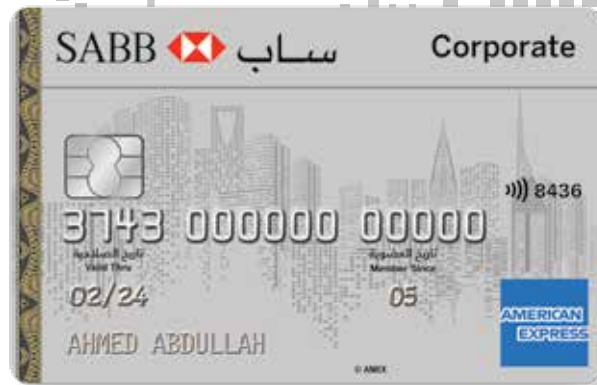 SABB ساب Corporate
8436
3743 000000 00000
تاريخ الصلاحية تاريخ العضوية
Valid Thru Member Since
02/24 05
AHMED ABDULLAH
AMERICAN
EXPRESS
© AMEX